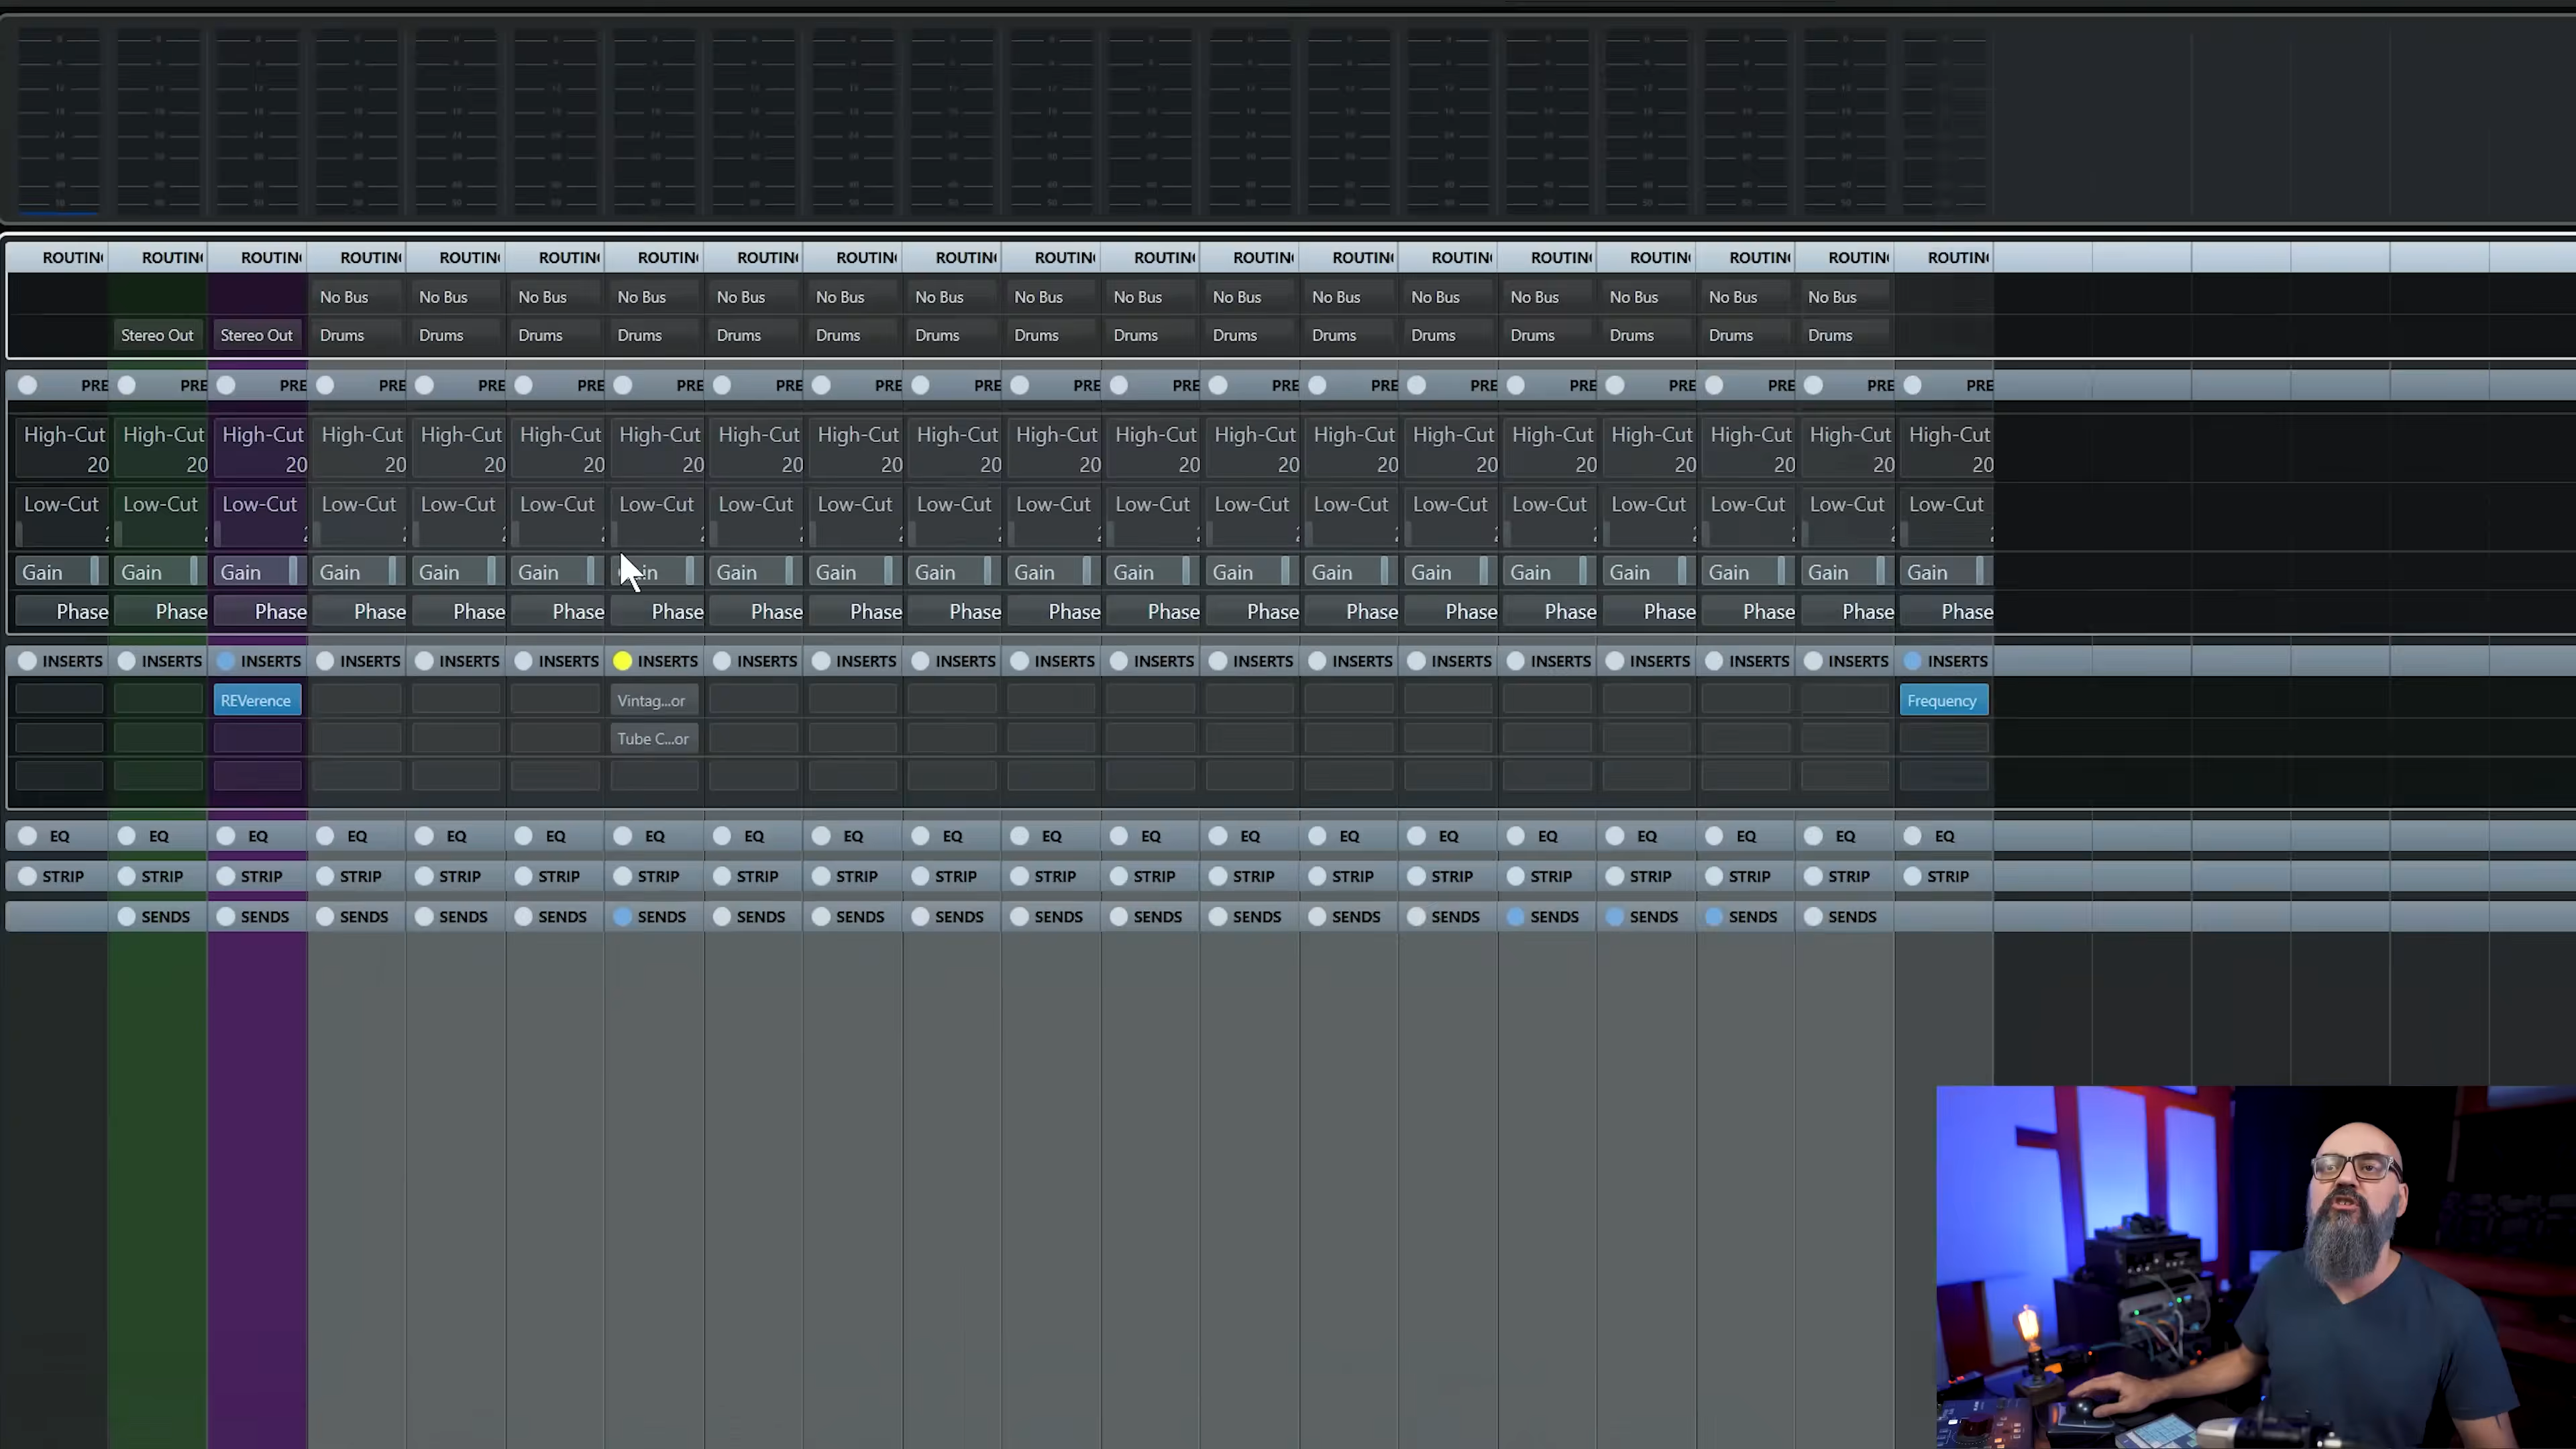 ROUTIN ROUTIN ROUTIN ROUTIN ROUTIN ROUTIN ROUTIN ROUTIN ROUTIN ROUTIN ROUTIN ROUTIN ROUTIN ROUTIN ROUTIN ROUTIN ROUTIN ROUTIN ROUTIN ROUTIN
No Bus No Bus No Bus No Bus No Bus No Bus No Bus No Bus No Bus No Bus No Bus No Bus No Bus No Bus No Bus No Bus
Stereo Out Stereo Out Drums Drums Drums Drums Drums Drums Drums Drums Drums Drums Drums Drums Drums Drums Drums Drums
PRE PRE PRE PRE PRE PRE PRE PRE PRE PRE PRE PRE PRE PRE PRE PRE PRE PRE PRE PRE
High-Cut High-Cut High-Cut High-Cut High-Cut High-Cut High-Cut High-Cut High-Cut High-Cut High-Cut High-Cut High-Cut High-Cut High-Cut High-Cut High-Cut High-Cut High-Cut High-Cut
20 20 20 20 20 20 20 20 20 20 20 20 20 20 20 20 20 20 20 20
Low-Cut Low-Cut Low-Cut Low-Cut Low-Cut Low-Cut Low-Cut Low-Cut Low-Cut Low-Cut Low-Cut Low-Cut Low-Cut Low-Cut Low-Cut Low-Cut Low-Cut Low-Cut Low-Cut Low-Cut
Gain Gain Gain Gain Gain Gain in Gain Gain Gain Gain Gain Gain Gain Gain Gain Gain Gain Gain Gain
Phase Phase Phase Phase Phase Phase Phase Phase Phase Phase Phase Phase Phase Phase Phase Phase Phase Phase Phase Phase
INSERTS INSERTS INSERTS INSERTS INSERTS INSERTS INSERTS INSERTS INSERTS INSERTS INSERTS INSERTS INSERTS INSERTS INSERTS INSERTS INSERTS INSERTS INSERTS INSERTS
REVerence Vintag...or Frequency
Tube C...or
EQ EQ EQ EQ EQ EQ EQ EQ EQ EQ EQ EQ EQ EQ EQ EQ EQ EQ EQ EQ
STRIP STRIP STRIP STRIP STRIP STRIP STRIP STRIP STRIP STRIP STRIP STRIP STRIP STRIP STRIP STRIP STRIP STRIP STRIP STRIP
SENDS SENDS SENDS SENDS SENDS SENDS SENDS SENDS SENDS SENDS SENDS SENDS SENDS SENDS SENDS SENDS SENDS SENDS